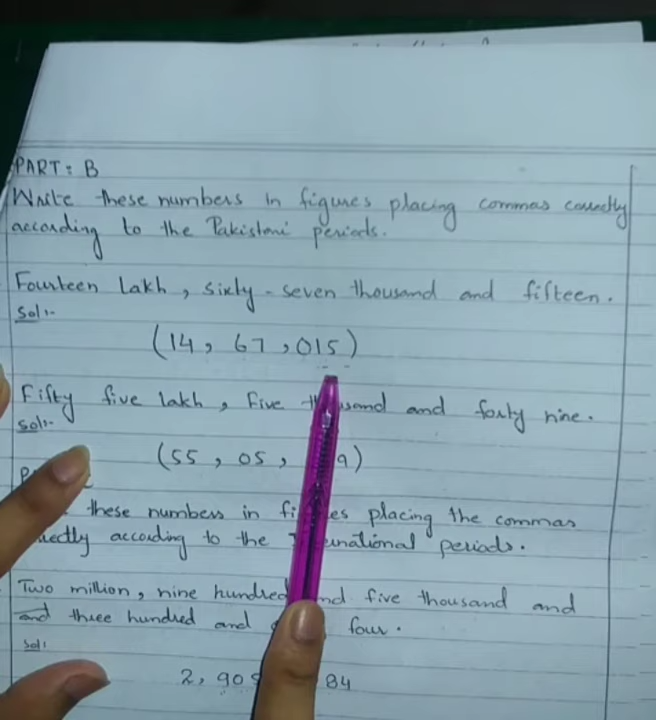 PART: B
Write these numbers in figures placing commas correctly
according to the Pakistani periods.
Fourteen Lakh, sixty-seven thousand and fifteen.
Sol:-
(14, 67, 015)
Fifty five lakh, Five and forty nine.
Sol:-
(55, 05, 9)
these numbers in placing the commas
according to the periods.
Two million, nine hundred five thousand and
and three hundred and four.
Sol:
2, 90 84